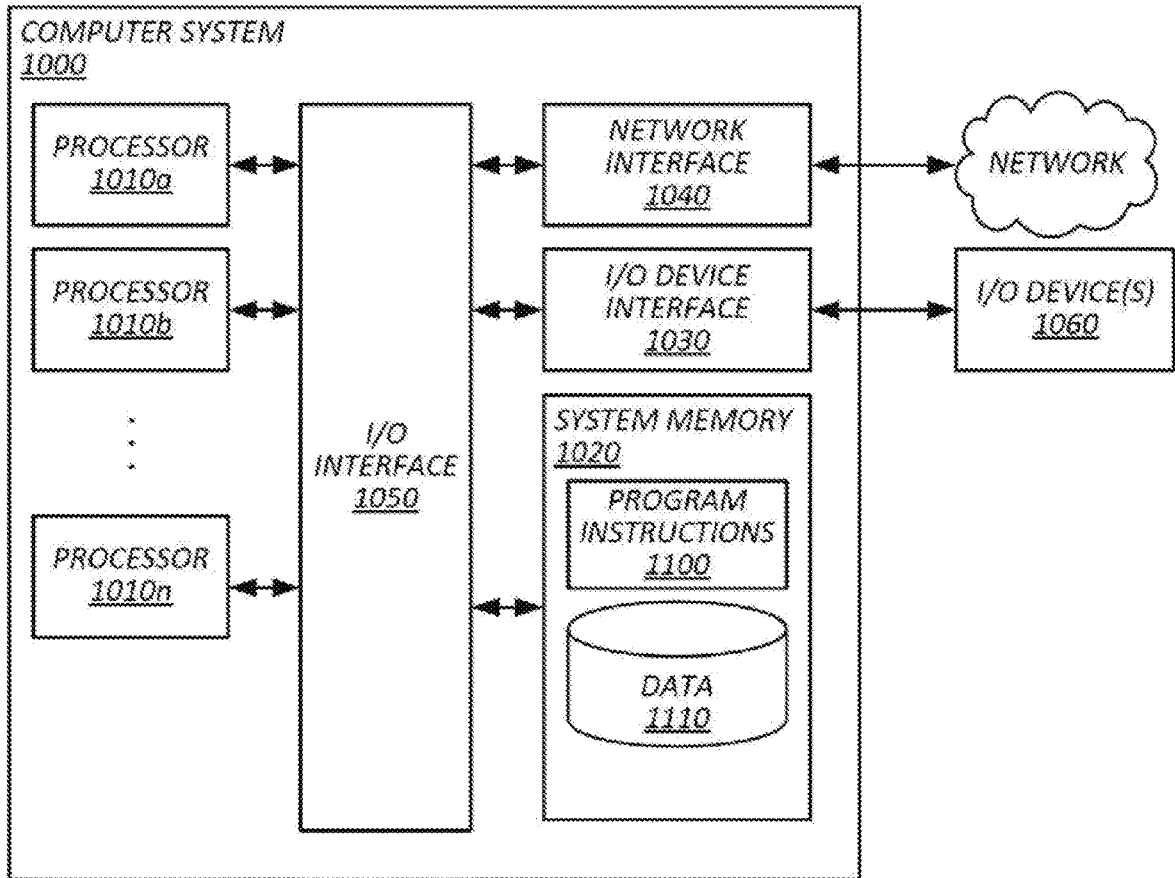 COMPUTER SYSTEM
1000
PROCESSOR
1010a
PROCESSOR
1010b
PROCESSOR
1010n
I/O
INTERFACE
1050
NETWORK
INTERFACE
1040
I/O DEVICE
INTERFACE
1030
SYSTEM MEMORY
1020
PROGRAM
INSTRUCTIONS
1100
DATA
1110
NETWORK
I/O DEVICE(S)
1060